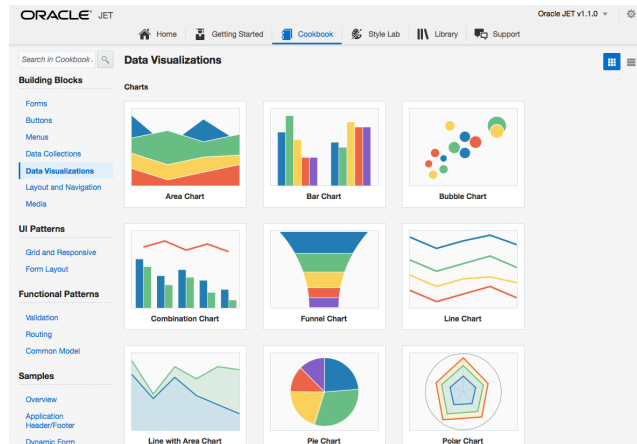 ORACLE JET
Oracle JET v1.1.0
Home Getting Started Cookbook Style Lab Library Support
Search in Cookbook.
Data Visualizations
Building Blocks
Forms
Buttons
Menus
Data Collections
Data Visualizations
Layout and Navigation
Media
UI Patterns
Grid and Responsive
Form Layout
Functional Patterns
Validation
Routing
Common Model
Samples
Overview
Application
Header/Footer
Dynamic Form
Charts
Area Chart
Bar Chart
Bubble Chart
Combination Chart
Funnel Chart
Line Chart
Line with Area Chart
Pie Chart
Polar Chart